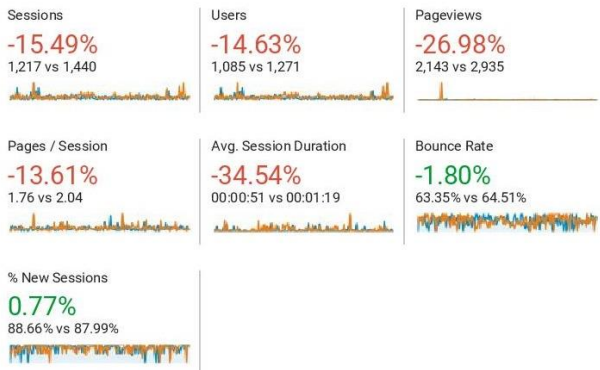 Sessions
-15.49%
1,217 vs 1,440
Users
-14.63%
1,085 vs 1,271
Pageviews
-26.98%
2,143 vs 2,935
Pages / Session
-13.61%
1.76 vs 2.04
Avg. Session Duration
-34.54%
00:00:51 vs 00:01:19
Bounce Rate
-1.80%
63.35% vs 64.51%
% New Sessions
0.77%
88.66% vs 87.99%